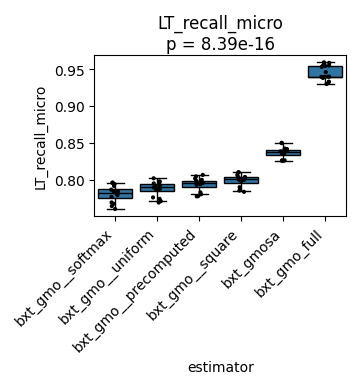 LT_recall_micro
p = 8.39e-16
LT_recall_micro
0.95
0.90
0.85
0.80
bxt_gmo__softmax
bxt_gmo__uniform
bxt_gmo__precomputed
bxt_gmo__square
bxt_gmosa
bxt_gmo_full
estimator